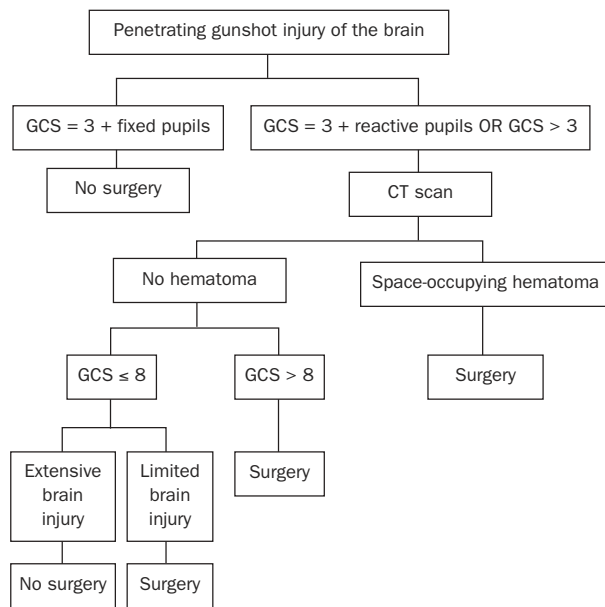 Penetrating gunshot injury of the brain
GCS = 3 + fixed pupils
GCS = 3 + reactive pupils OR GCS > 3
No surgery
CT scan
No hematoma
Space-occupying hematoma
GCS ≤ 8
GCS > 8
Surgery
Extensive
brain
injury
Limited
brain
injury
Surgery
No surgery
Surgery